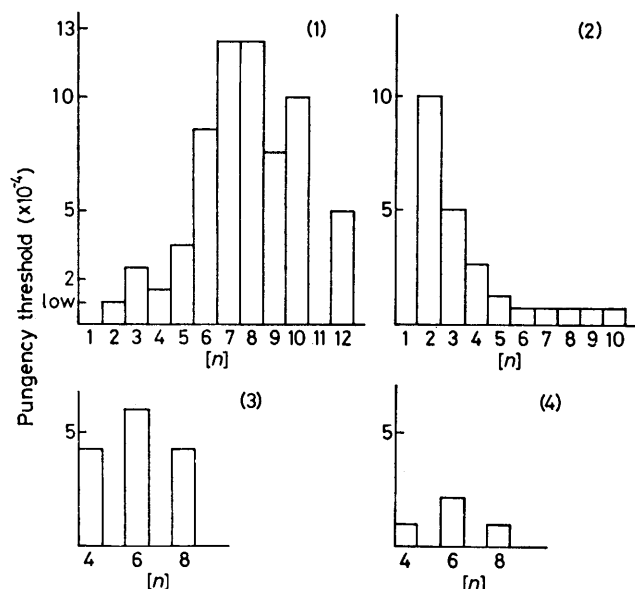 Pungency threshold (×10⁻⁴)
(1)
13
10
5
2
low
1 2 3 4 5 6 7 8 9 10 11 12
[n]
(2)
10
5
1 2 3 4 5 6 7 8 9 10
[n]
(3)
5
4 6 8
[n]
(4)
5
4 6 8
[n]